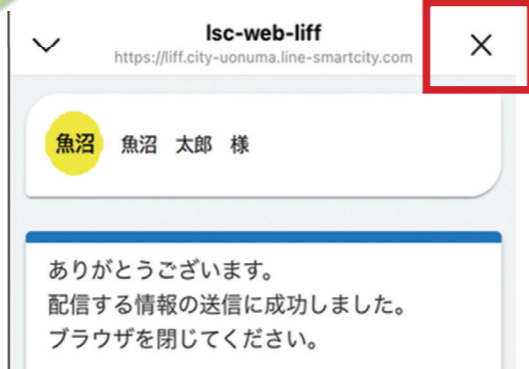 lsc-web-liff
https://liff.city-uonuma.line-smartcity.com
魚沼 魚沼 太郎 様
ありがとうございます。
配信する情報の送信に成功しました。
ブラウザを閉じてください。